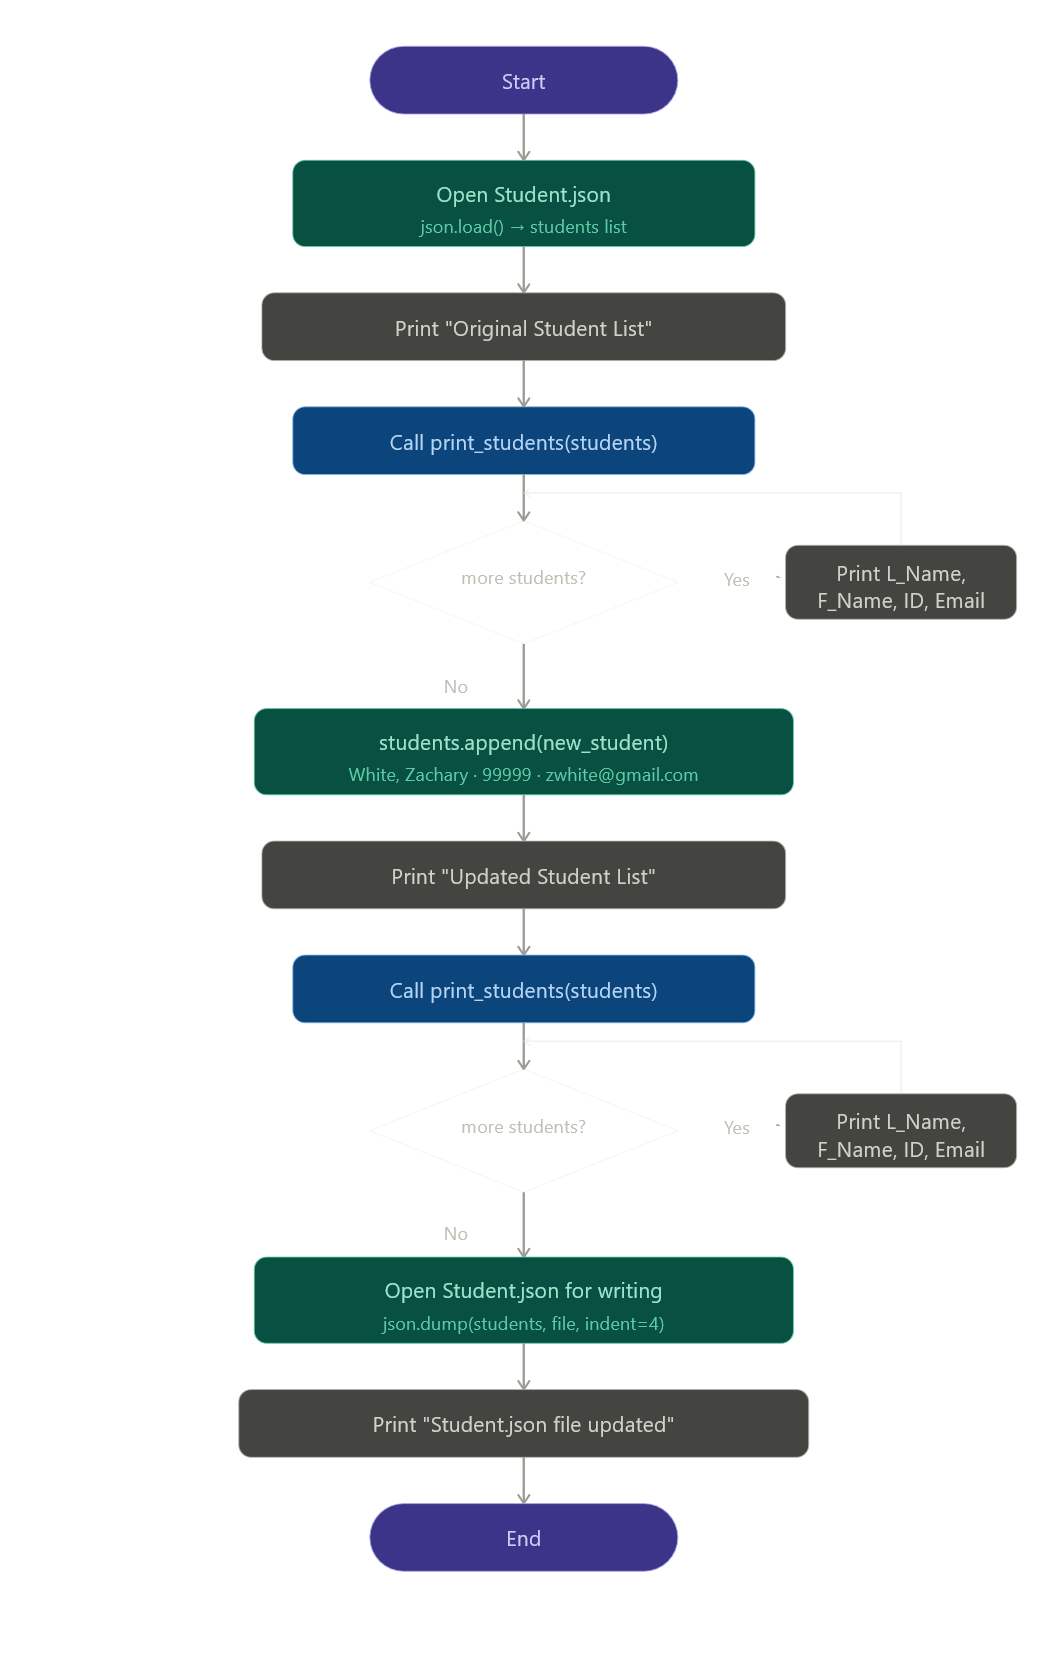 Start
Open Student.json
json.load() → students list
Print "Original Student List"
Call print_students(students)
more students?
Yes
Print L_Name,
F_Name, ID, Email
No
students.append(new_student)
White, Zachary · 99999 · zwhite@gmail.com
Print "Updated Student List"
Call print_students(students)
more students?
Yes
Print L_Name,
F_Name, ID, Email
No
Open Student.json for writing
json.dump(students, file, indent=4)
Print "Student.json file updated"
End